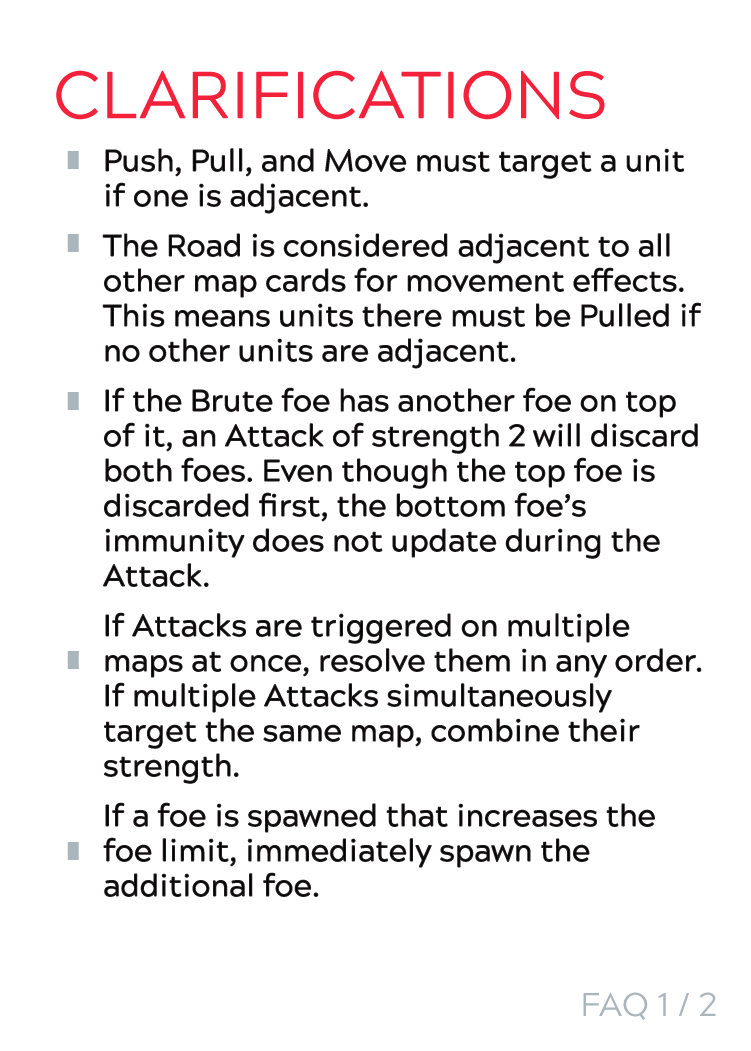 CLARIFICATIONS
Push, Pull, and Move must target a unit
if one is adjacent.
The Road is considered adjacent to all
other map cards for movement effects.
This means units there must be Pulled if
no other units are adjacent.
If the Brute foe has another foe on top
of it, an Attack of strength 2 will discard
both foes. Even though the top foe is
discarded first, the bottom foe’s
immunity does not update during the
Attack.
If Attacks are triggered on multiple
maps at once, resolve them in any order.
If multiple Attacks simultaneously
target the same map, combine their
strength.
If a foe is spawned that increases the
foe limit, immediately spawn the
additional foe.
FAQ 1 / 2